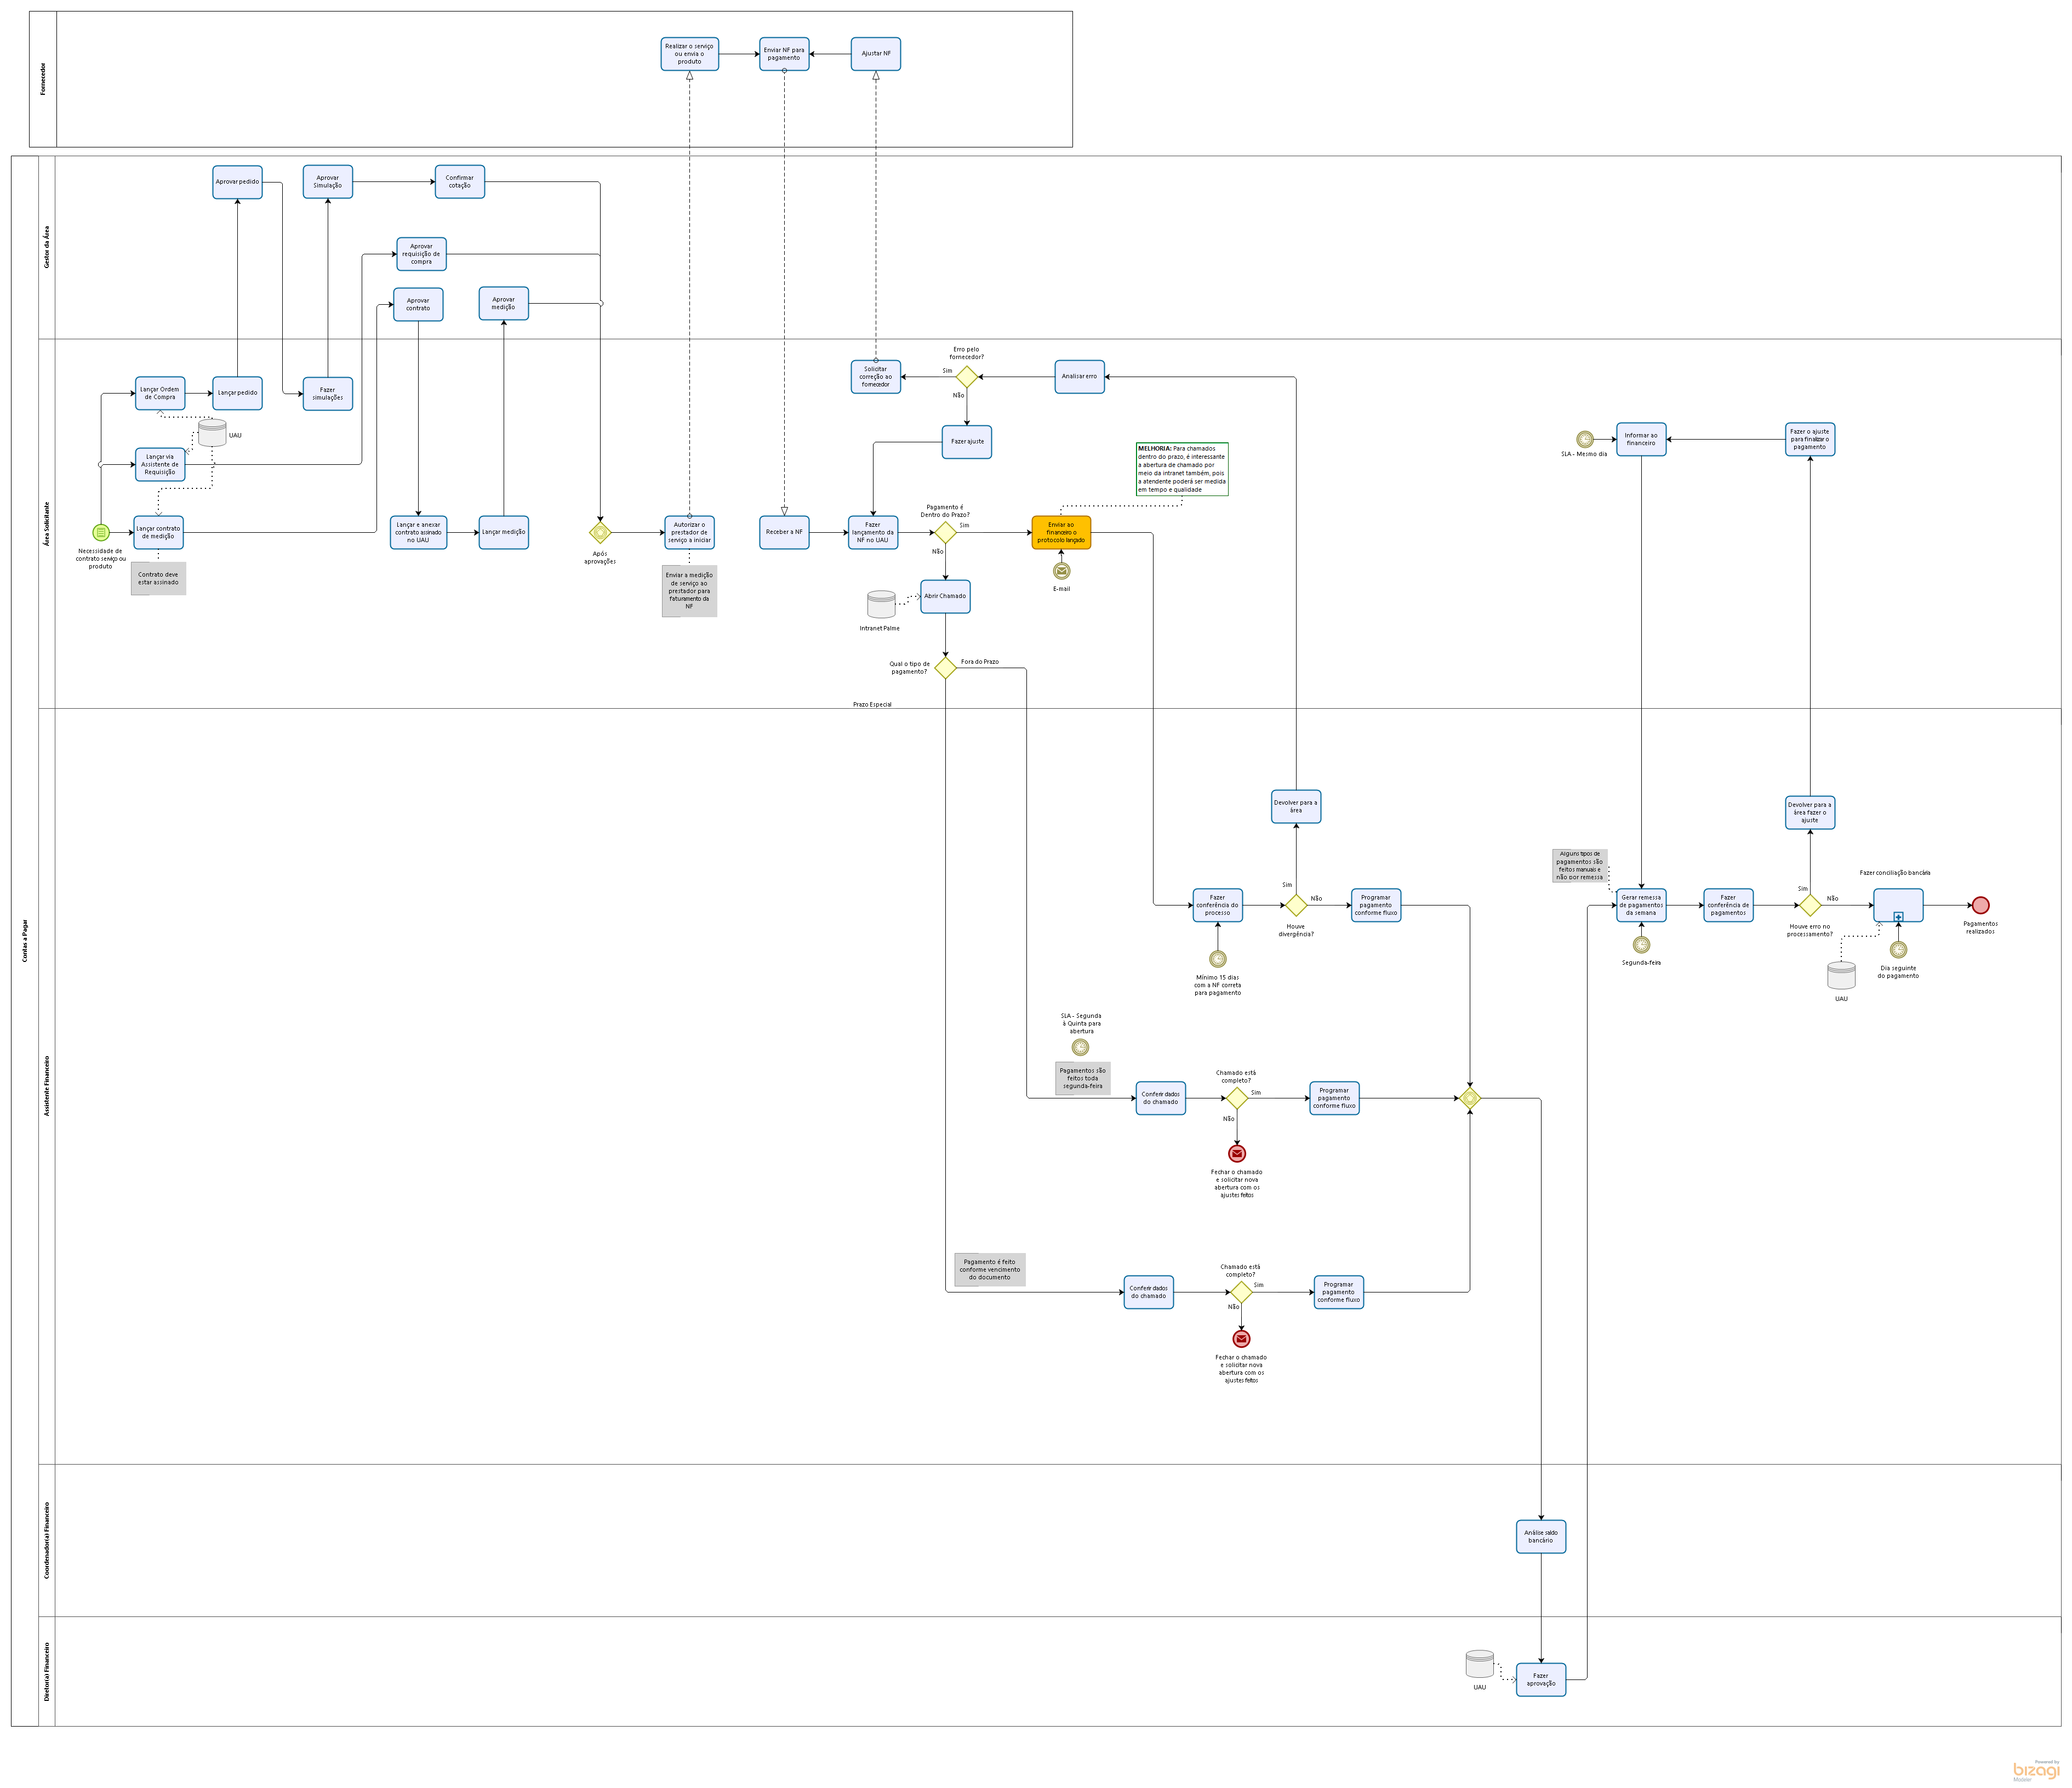 Fornecedor
Realizar o serviço
ou envia o
produto
Enviar NF para
pagamento
Ajustar NF
Contas a Pagar
Gestor da Área
Aprovar pedido
Aprovar
Simulação
Confirmar
cotação
Aprovar
requisição de
compra
Aprovar
contrato
Aprovar
medição
Área Solicitante
Lançar Ordem
de Compra
Lançar pedido
Fazer
simulações
UAU
Lançar via
Assistente de
Requisição
Necessidade de
contrato serviço ou
produto
Lançar contrato
de medição
Contrato deve
estar assinado
Lançar e anexar
contrato assinado
no UAU
Lançar medição
Após
aprovações
Autorizar o
prestador de
serviço a iniciar
Enviar a medição
de serviço ao
prestador para
faturamento da
NF
Receber a NF
Fazer
lançamento da
NF no UAU
Solicitar
correção ao
fornecedor
Erro pelo
fornecedor?
Sim
Não
Analisar erro
Fazer ajuste
Pagamento é
Dentro do Prazo?
Sim
Não
Enviar ao
financeiro o
protocolo lançado
E-mail
MELHORIA: Para chamados
dentro do prazo, é interessante
a abertura de chamado por
meio da intranet também, pois
a atendente poderá ser medida
em tempo e qualidade
Abrir Chamado
Intranet Palme
Qual o tipo de
pagamento?
Fora do Prazo
Prazo Especial
SLA - Mesmo dia
Informar ao
financeiro
Fazer o ajuste
para finalizar o
pagamento
Assistente Financeiro
Devolver para a
área
Sim
Fazer
conferência do
processo
Não
Houve
divergência?
Programar
pagamento
conforme fluxo
Mínimo 15 dias
com a NF correta
para pagamento
SLA - Segunda
à Quinta para
abertura
Pagamentos são
feitos toda
segunda-feira
Conferir dados
do chamado
Chamado está
completo?
Sim
Não
Programar
pagamento
conforme fluxo
Fechar o chamado
e solicitar nova
abertura com os
ajustes feitos
Pagamento é feito
conforme vencimento
do documento
Conferir dados
do chamado
Chamado está
completo?
Sim
Não
Programar
pagamento
conforme fluxo
Fechar o chamado
e solicitar nova
abertura com os
ajustes feitos
Alguns tipos de
pagamentos são
feitos manuais e
não por remessa
Gerar remessa
de pagamentos
da semana
Segunda-feira
Fazer
conferência de
pagamentos
Devolver para a
área fazer o
ajuste
Sim
Não
Houve erro no
processamento?
Fazer conciliação bancária
UAU
Dia seguinte
do pagamento
Pagamentos
realizados
Coordenador(a) Financeiro
Análise saldo
bancário
Diretor(a) Financeiro
UAU
Fazer
aprovação
Powered by
bizagi
Modeler